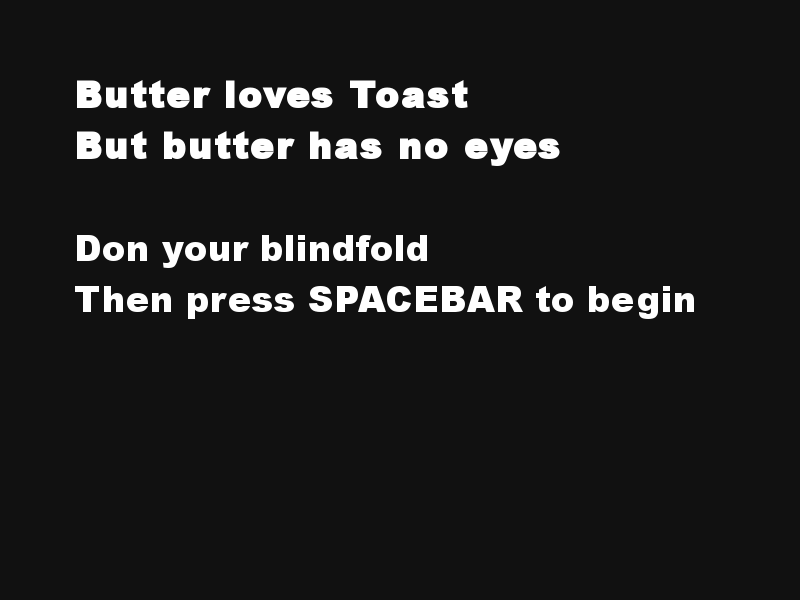 Butter loves Toast
But butter has no eyes
Don your blindfold
Then press SPACEBAR to begin